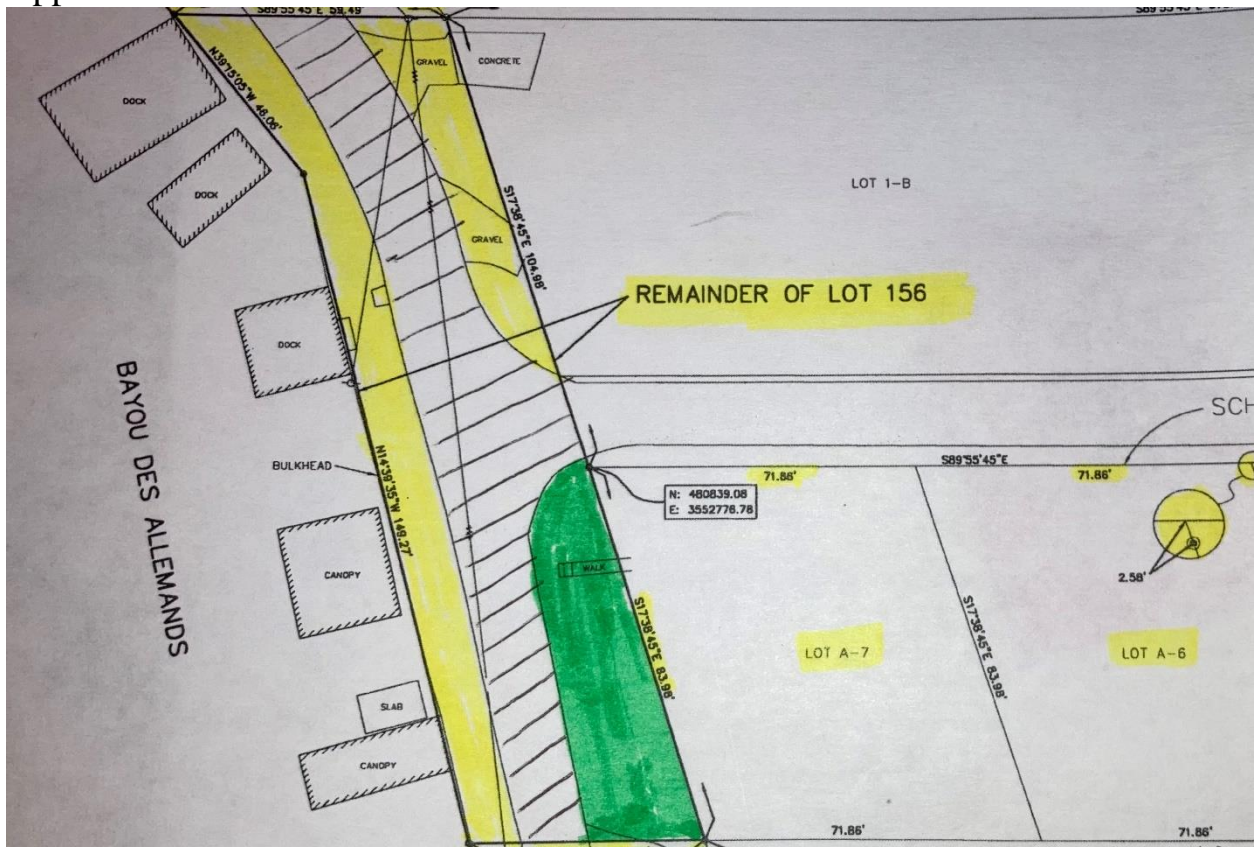 S89°55'45"E 59.49'
N39°15'05"W 46.06'
DOCK
GRAVEL
CONCRETE
DOCK
LOT 1-B
GRAVEL
S17°38'45"E 104.98'
REMAINDER OF LOT 156
DOCK
BAYOU DES ALLEMANDS
SCH
BULKHEAD
S89°55'45"E
71.86'
71.86'
N: 480839.08
E: 3552776.78
N14°39'35"W 149.27'
CANOPY
WALK
2.58'
S17°38'45"E 83.98'
S17°38'45"E 83.98'
LOT A-7
LOT A-6
SLAB
CANOPY
71.86'
71.86'